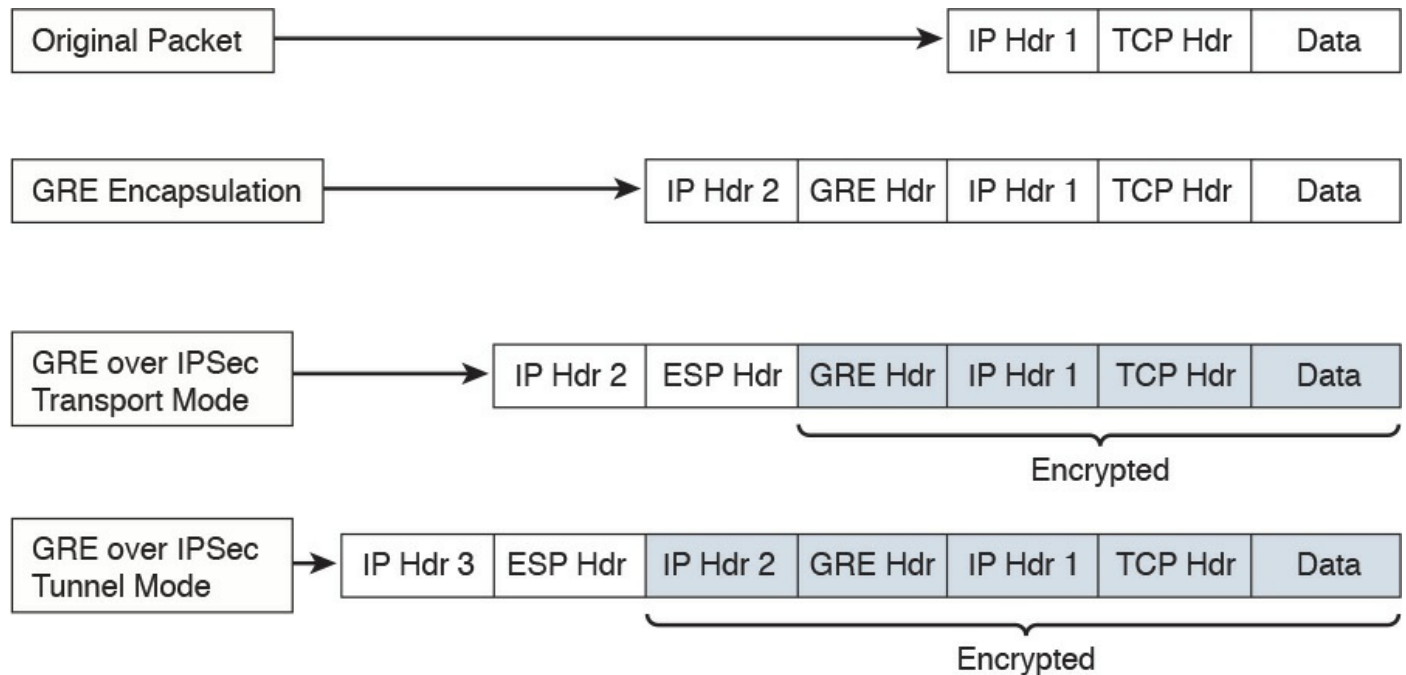 Original Packet
IP Hdr 1 TCP Hdr Data
GRE Encapsulation
IP Hdr 2 GRE Hdr IP Hdr 1 TCP Hdr Data
GRE over IPSec
Transport Mode
IP Hdr 2 ESP Hdr GRE Hdr IP Hdr 1 TCP Hdr Data
Encrypted
GRE over IPSec
Tunnel Mode
IP Hdr 3 ESP Hdr IP Hdr 2 GRE Hdr IP Hdr 1 TCP Hdr Data
Encrypted